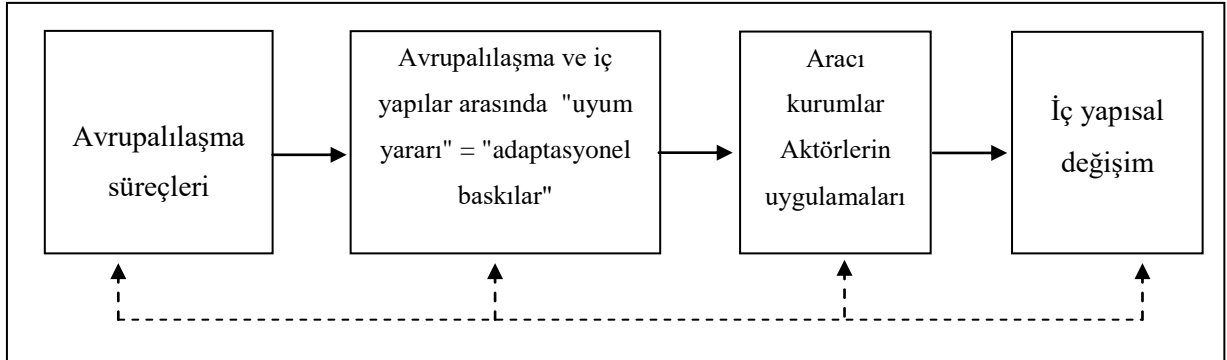 Avrupalılaşma
süreçleri
Avrupalılaşma ve iç
yapılar arasında "uyum
yararı" = "adaptasyonel
baskılar"
Aracı
kurumlar
Aktörlerin
uygulamaları
İç yapısal
değişim